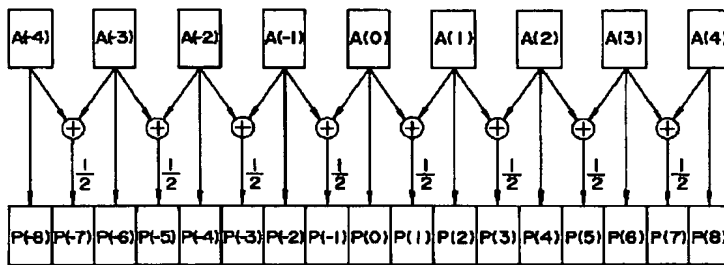 A(-4) A(-3) A(-2) A(-1) A(0) A(1) A(2) A(3) A(4)
+ + + + + + + +
1/2 1/2 1/2 1/2 1/2 1/2 1/2 1/2
P(-8) P(-7) P(-6) P(-5) P(-4) P(-3) P(-2) P(-1) P(0) P(1) P(2) P(3) P(4) P(5) P(6) P(7) P(8)